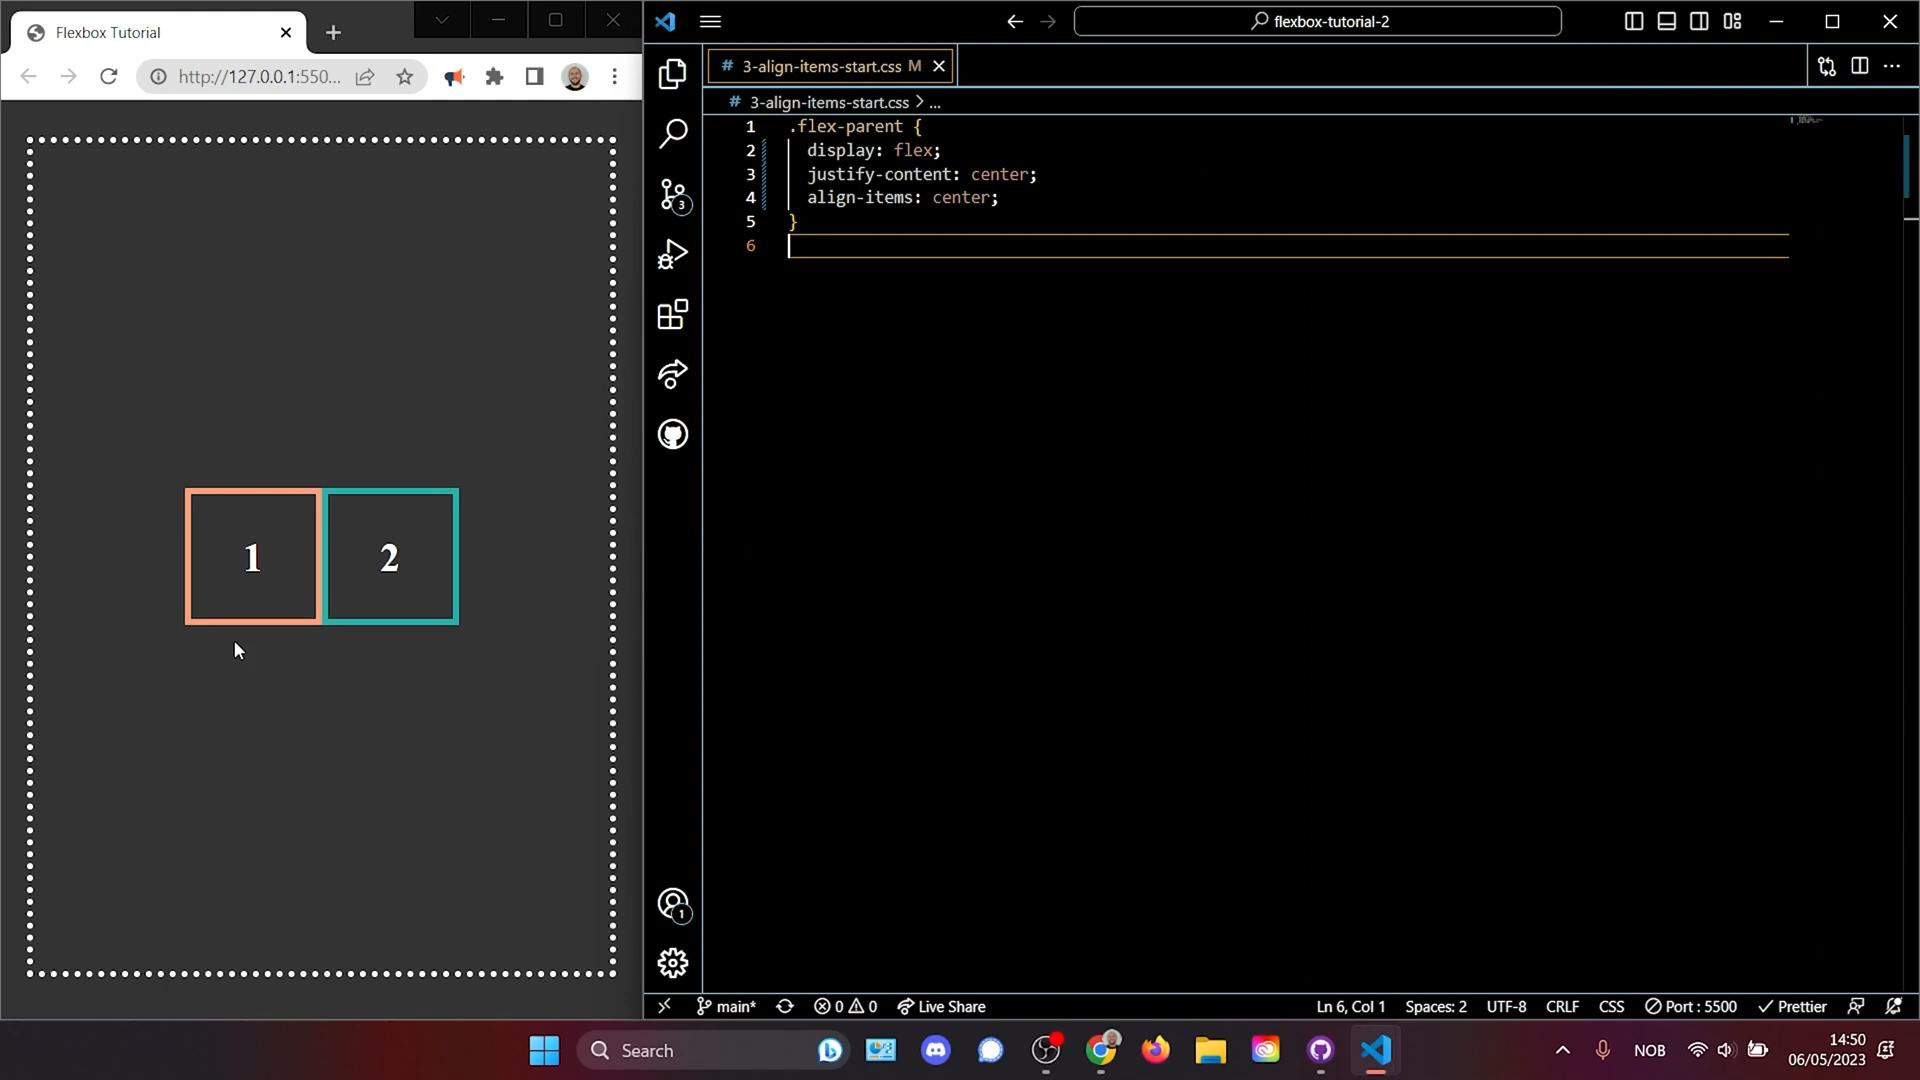 Flexbox Tutorial
http://127.0.0.1:550...
1
2
flexbox-tutorial-2
# 3-align-items-start.css M
# 3-align-items-start.css > ...
1 .flex-parent {
2 display: flex;
3 justify-content: center;
4 align-items: center;
5 }
6
3
1
main* 0 0 Live Share
Ln 6, Col 1 Spaces: 2 UTF-8 CRLF CSS Port : 5500 Prettier
Search
NOB
14:50
06/05/2023